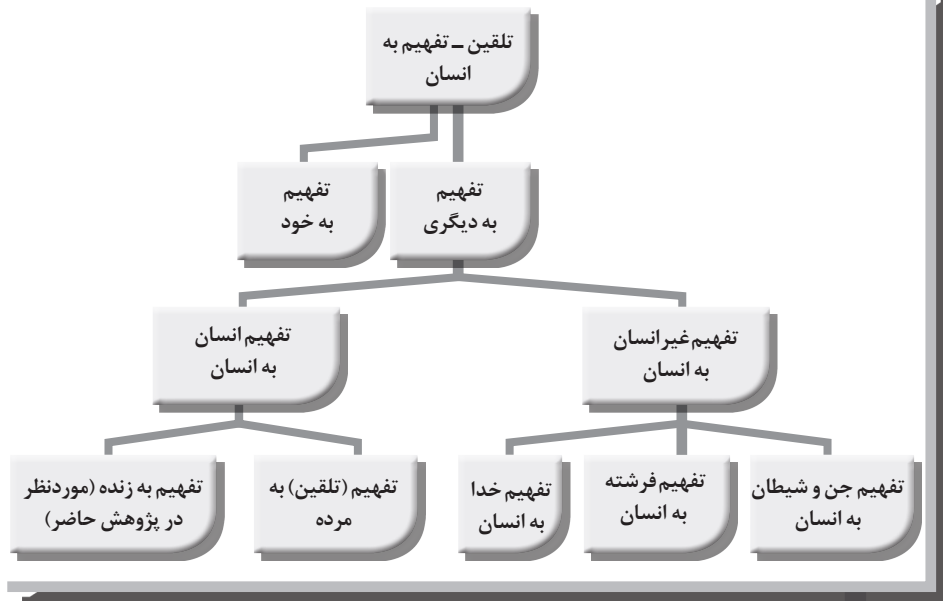 تلقین ـ تفهیم به
انسان
تفهیم
به دیگری
تفهیم
به خود
تفهیم غیرانسان
به انسان
تفهیم انسان
به انسان
تفهیم جن و شیطان
به انسان
تفهیم فرشته
به انسان
تفهیم خدا
به انسان
تفهیم (تلقین) به
مرده
تفهیم به زنده (موردنظر
در پژوهش حاضر)